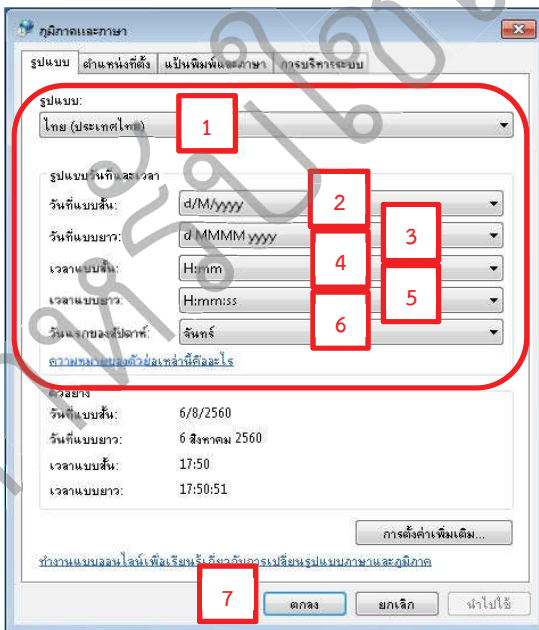 ภูมิภาคและภาษา
รูปแบบ ตำแหน่งที่ตั้ง แป้นพิมพ์และภาษา การบริหารระบบ
รูปแบบ:
ไทย (ประเทศไทย) 1
รูปแบบวันที่และเวลา
วันที่แบบสั้น: d/M/yyyy 2
วันที่แบบยาว: d MMMM yyyy 3
เวลาแบบสั้น: H:mm 4
เวลาแบบยาว: H:mm:ss 5
วันแรกของสัปดาห์: จันทร์ 6
ความหมายของตัวย่อเหล่านี้คืออะไร
ตัวอย่าง
วันที่แบบสั้น: 6/8/2560
วันที่แบบยาว: 6 สิงหาคม 2560
เวลาแบบสั้น: 17:50
เวลาแบบยาว: 17:50:51
การตั้งค่าเพิ่มเติม...
ทำงานแบบออนไลน์เพื่อเรียนรู้เกี่ยวกับการเปลี่ยนรูปแบบภาษาและภูมิภาค
7 ตกลง ยกเลิก นำไปใช้